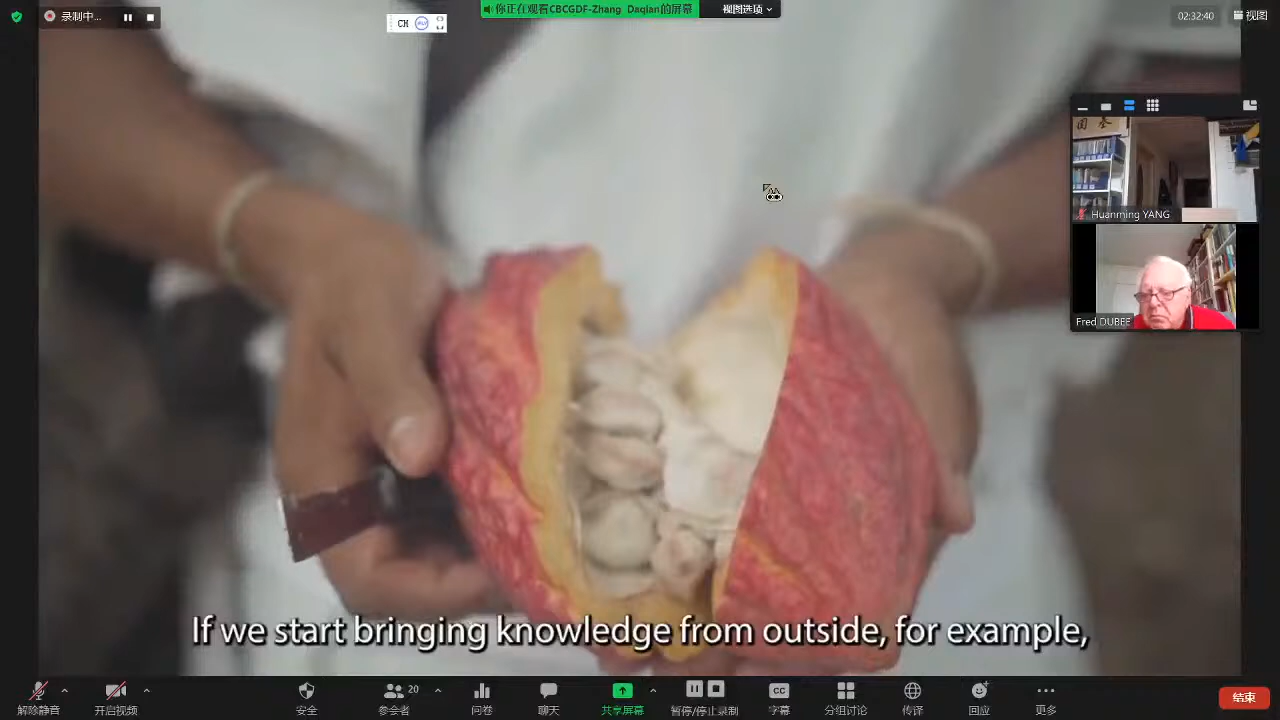 录制中...
CH
你正在观看CBCGDF-Zhang_Daqian的屏幕
视图选项
02:32:40
视图
Huanming YANG
Fred DUBEE
If we start bringing knowledge from outside, for example,
解除静音
开启视频
安全
20
参会者
问卷
聊天
共享屏幕
暂停/停止录制
CC
字幕
分组讨论
传译
回应
更多
结束